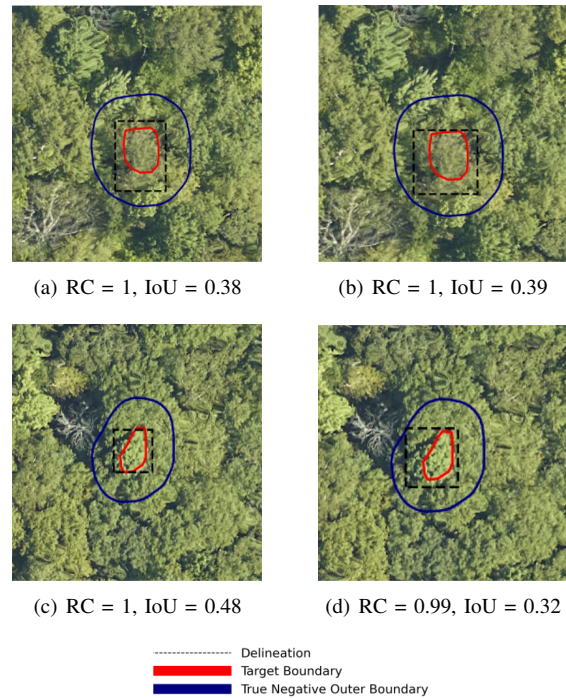 (a) RC = 1, IoU = 0.38
(b) RC = 1, IoU = 0.39
(c) RC = 1, IoU = 0.48
(d) RC = 0.99, IoU = 0.32
Delineation
Target Boundary
True Negative Outer Boundary